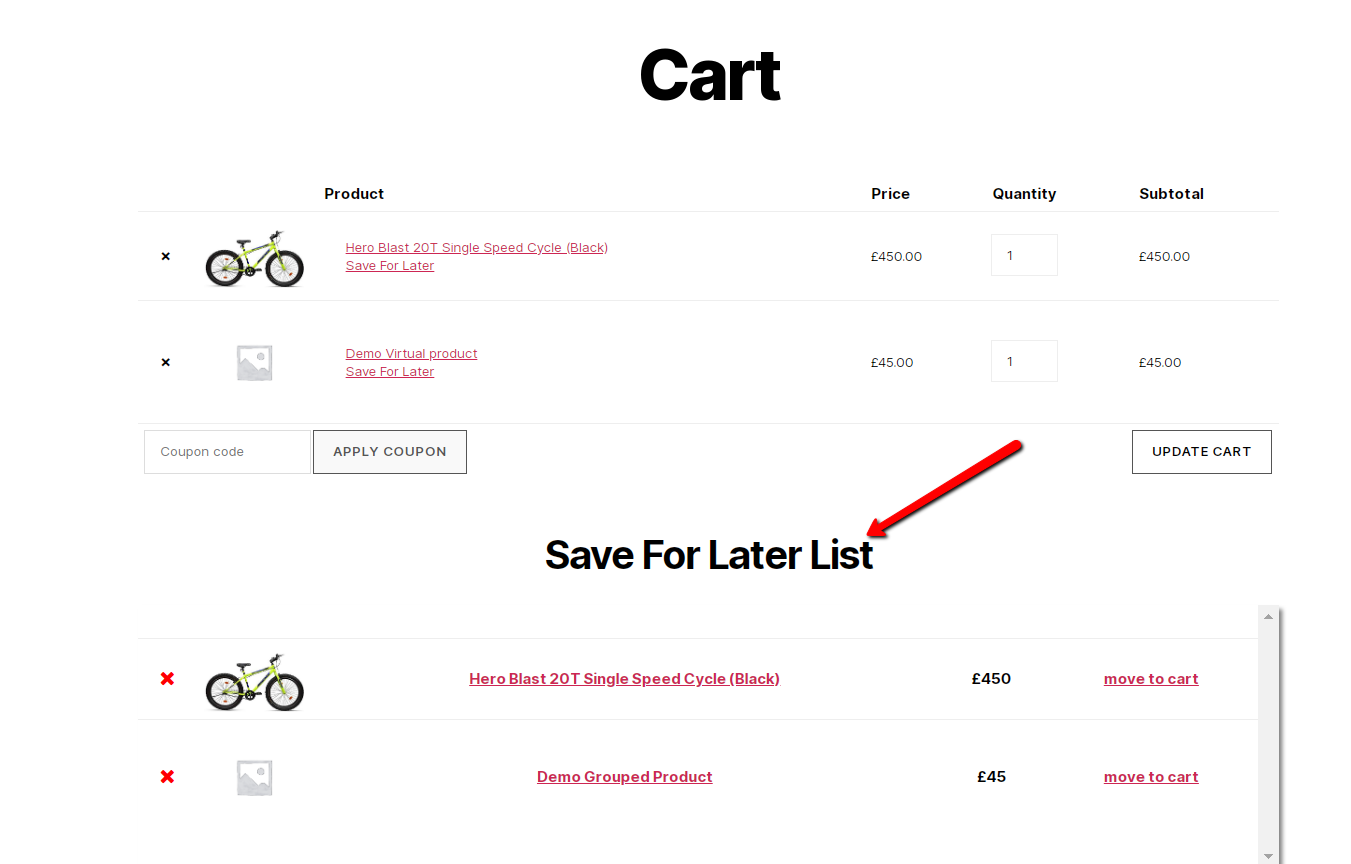 Cart
Product Price Quantity Subtotal
× Hero Blast 20T Single Speed Cycle (Black) £450.00 1 £450.00
Save For Later
× Demo Virtual product £45.00 1 £45.00
Save For Later
Coupon code APPLY COUPON UPDATE CART
Save For Later List
× Hero Blast 20T Single Speed Cycle (Black) £450 move to cart
× Demo Grouped Product £45 move to cart